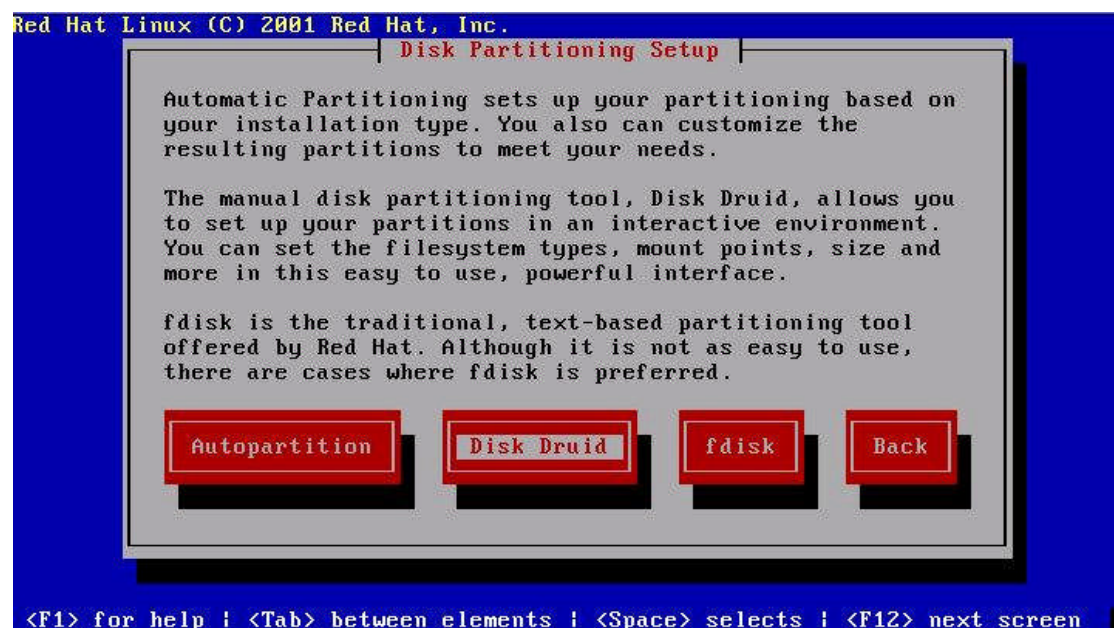 Red Hat Linux (C) 2001 Red Hat, Inc.
Disk Partitioning Setup
Automatic Partitioning sets up your partitioning based on
your installation type. You also can customize the
resulting partitions to meet your needs.
The manual disk partitioning tool, Disk Druid, allows you
to set up your partitions in an interactive environment.
You can set the filesystem types, mount points, size and
more in this easy to use, powerful interface.
fdisk is the traditional, text-based partitioning tool
offered by Red Hat. Although it is not as easy to use,
there are cases where fdisk is preferred.
Autopartition Disk Druid fdisk Back
<F1> for help | <Tab> between elements | <Space> selects | <F12> next screen